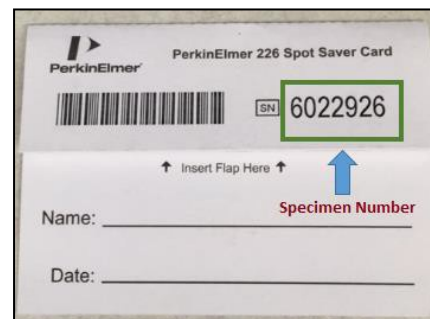 PerkinElmer
PerkinElmer 226 Spot Saver Card
SN 6022926
↑ Insert Flap Here ↑
Specimen Number
Name:
Date: